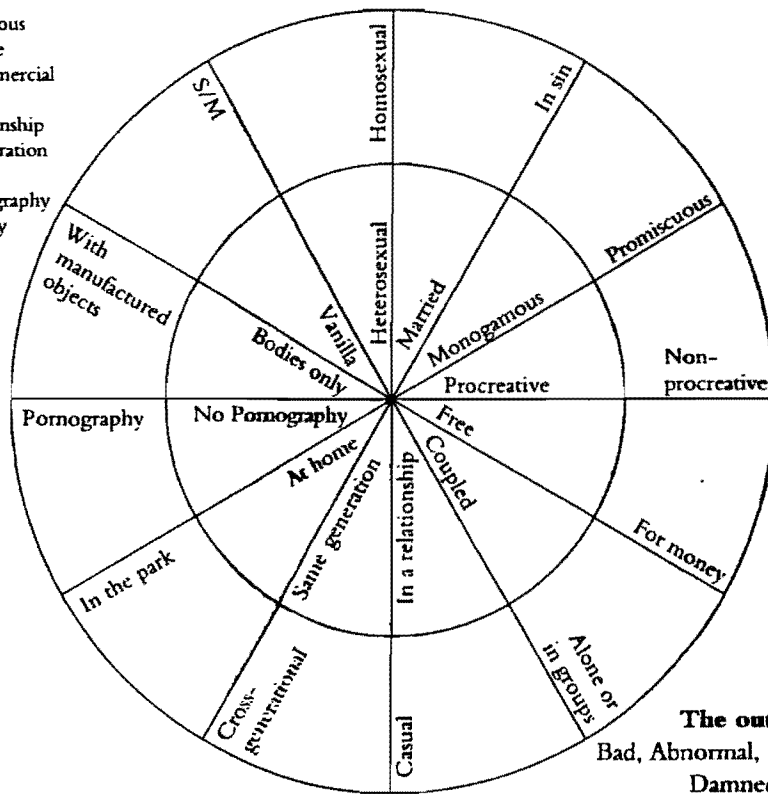 ous
e
mercial
nship
ration
graphy
y
Homosexual
In sin
Promiscuous
Non-
procreative
For money
Alone or
in groups
Casual
Cross-
generational
In the park
Pornography
With
manufactured
objects
S/M
Heterosexual
Married
Monogamous
Procreative
Free
Coupled
In a relationship
Same generation
At home
No Pornography
Bodies only
Vanilla
The out
Bad, Abnormal,
Damned